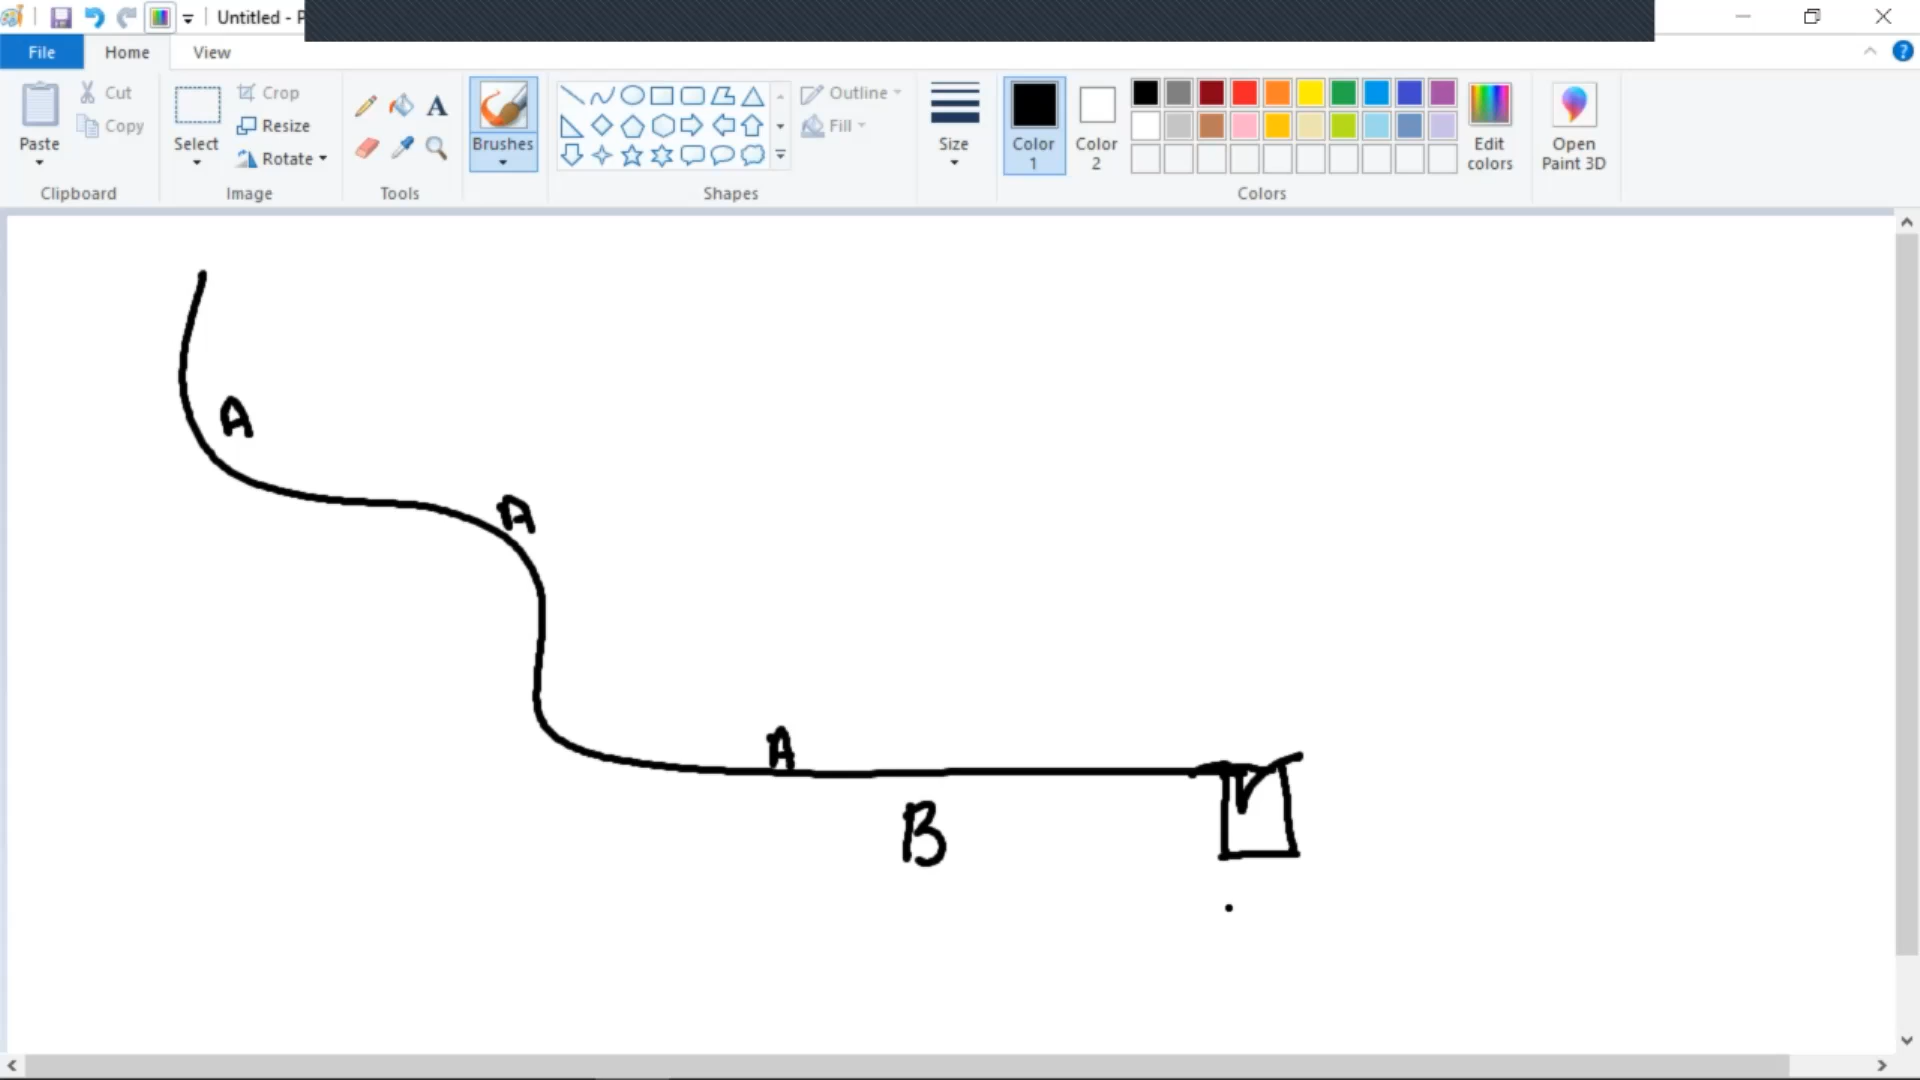 Untitled - P
File Home View
Paste
Cut
Copy
Clipboard
Select
Crop
Resize
Rotate
Image
A
Tools
Brushes
Outline
Fill
Shapes
Size
Color 1
Color 2
Edit colors
Colors
Open Paint 3D
?
A
A
A
B